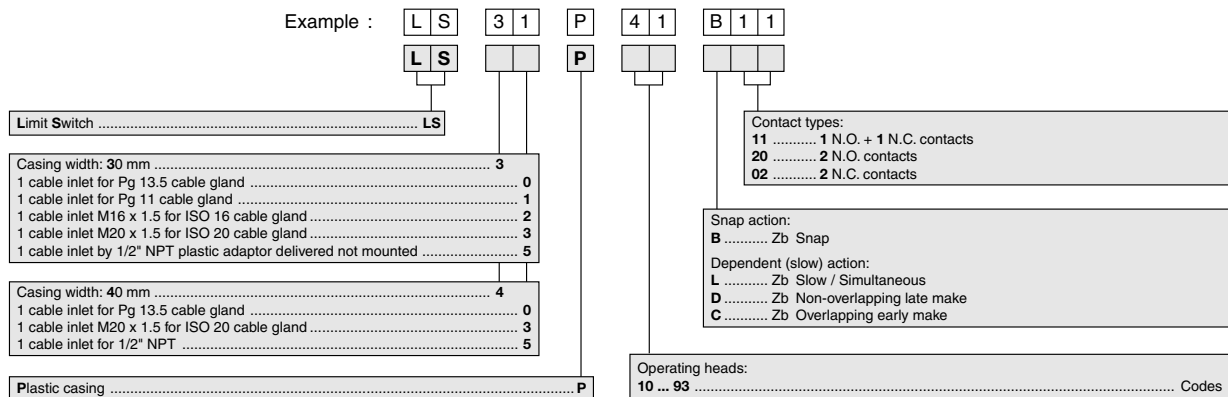 Example : L S 3 1 P 4 1 B 1 1
L S P
Limit Switch ........ LS
Casing width: 30 mm ........ 3
1 cable inlet for Pg 13.5 cable gland ........ 0
1 cable inlet for Pg 11 cable gland ........ 1
1 cable inlet M16 x 1.5 for ISO 16 cable gland ........ 2
1 cable inlet M20 x 1.5 for ISO 20 cable gland ........ 3
1 cable inlet by 1/2" NPT plastic adaptor delivered not mounted ........ 5
Casing width: 40 mm ........ 4
1 cable inlet for Pg 13.5 cable gland ........ 0
1 cable inlet M20 x 1.5 for ISO 20 cable gland ........ 3
1 cable inlet for 1/2" NPT ........ 5
Plastic casing ........ P
Contact types:
11 ........... 1 N.O. + 1 N.C. contacts
20 ........... 2 N.O. contacts
02 ........... 2 N.C. contacts
Snap action:
B ........... Zb Snap
Dependent (slow) action:
L ........... Zb Slow / Simultaneous
D ........... Zb Non-overlapping late make
C ........... Zb Overlapping early make
Operating heads:
10 ... 93 ........ Codes